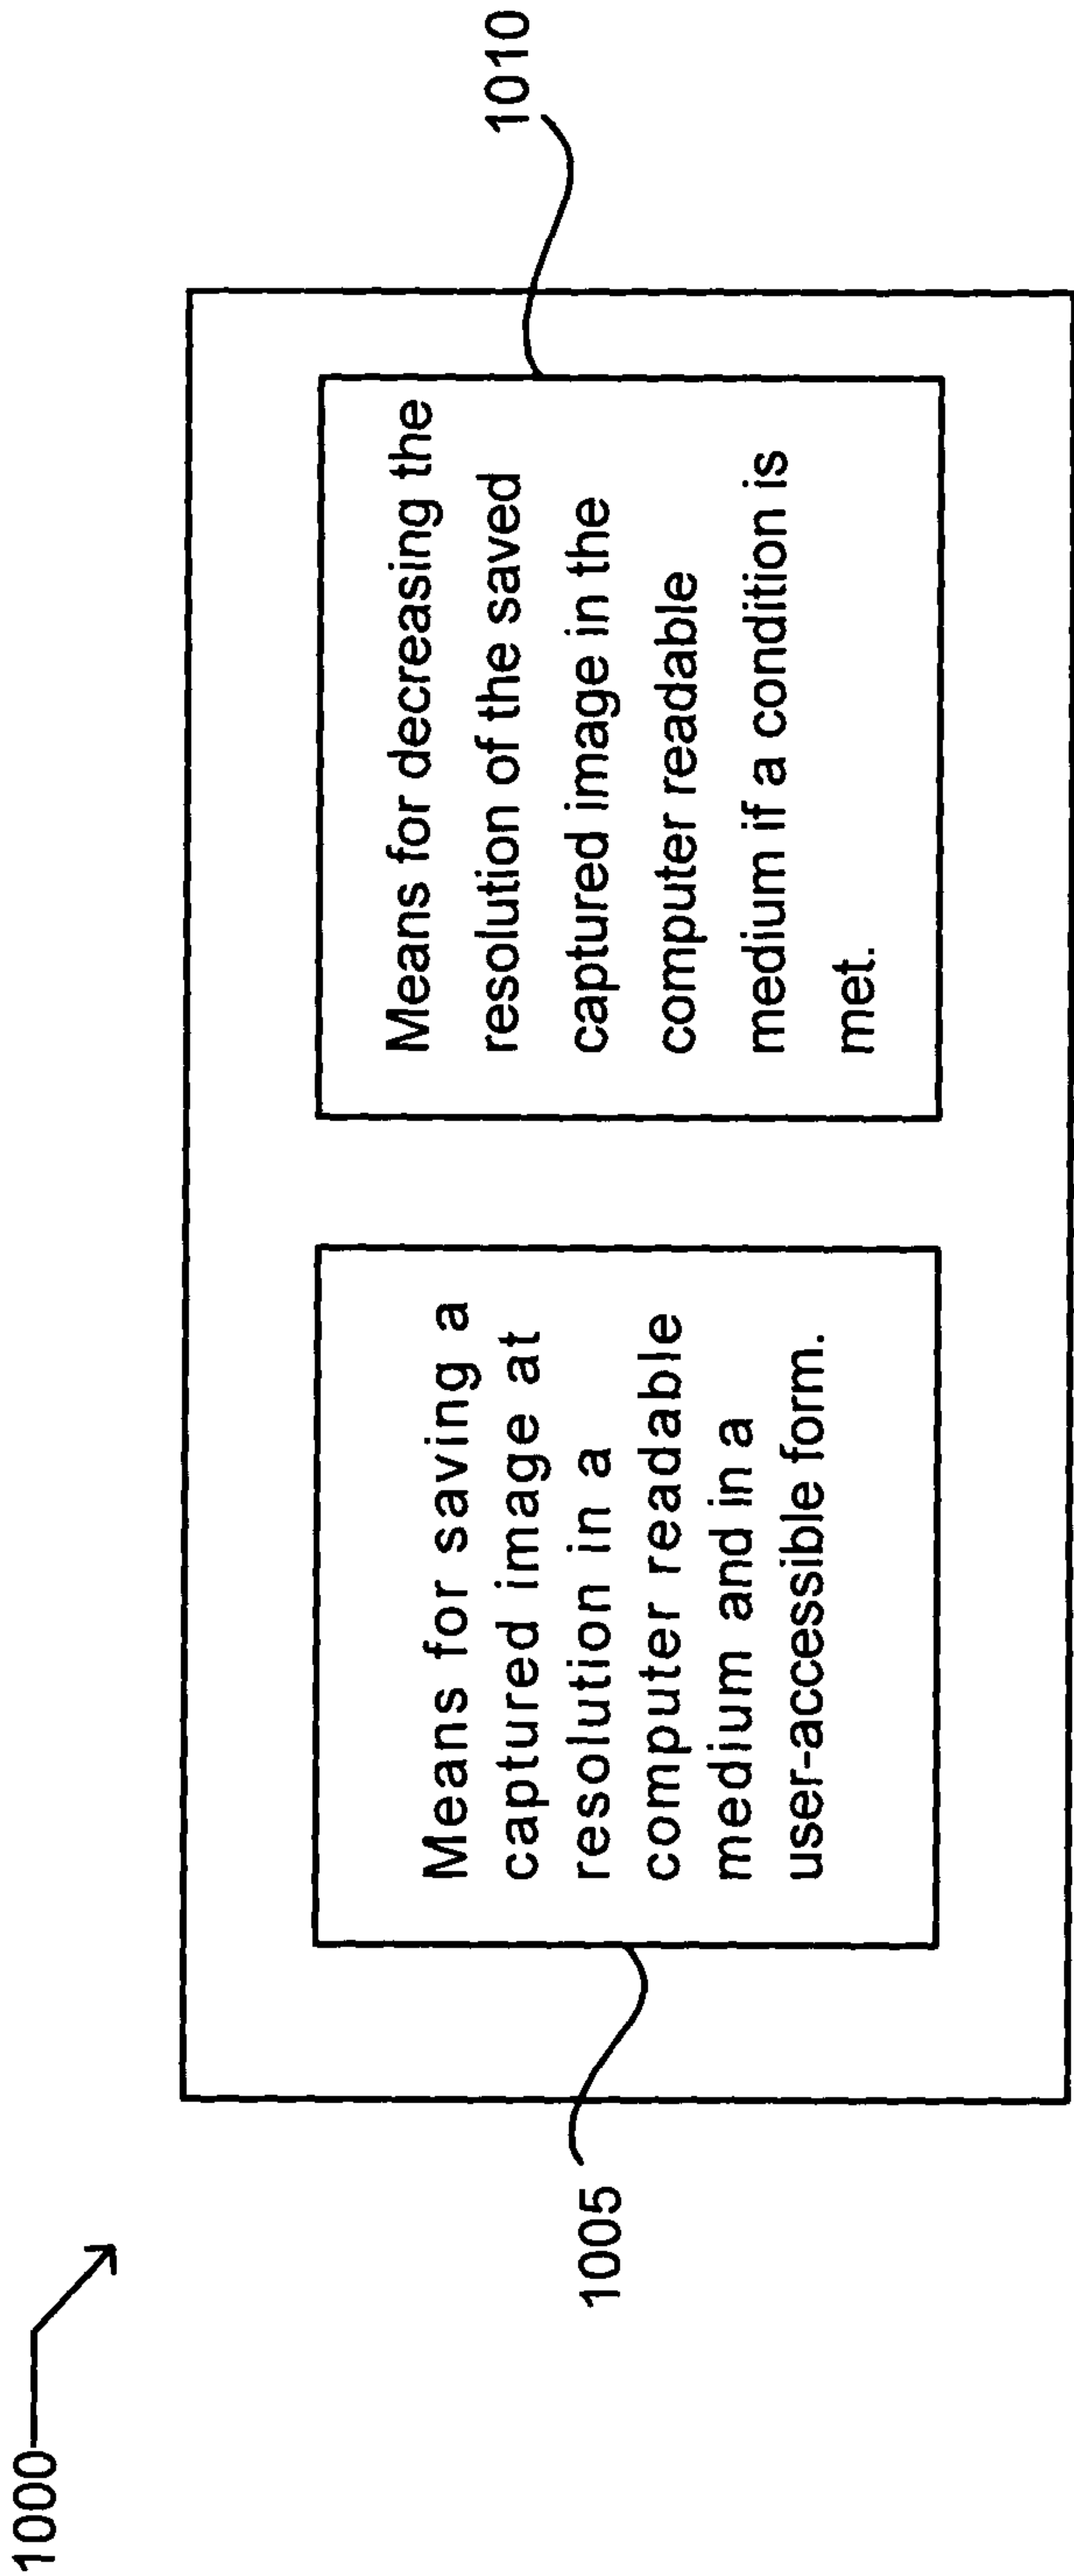 1000
1005
Means for saving a
captured image at
resolution in a
computer readable
medium and in a
user-accessible form.
Means for decreasing the
resolution of the saved
captured image in the
computer readable
medium if a condition is
met.
1010